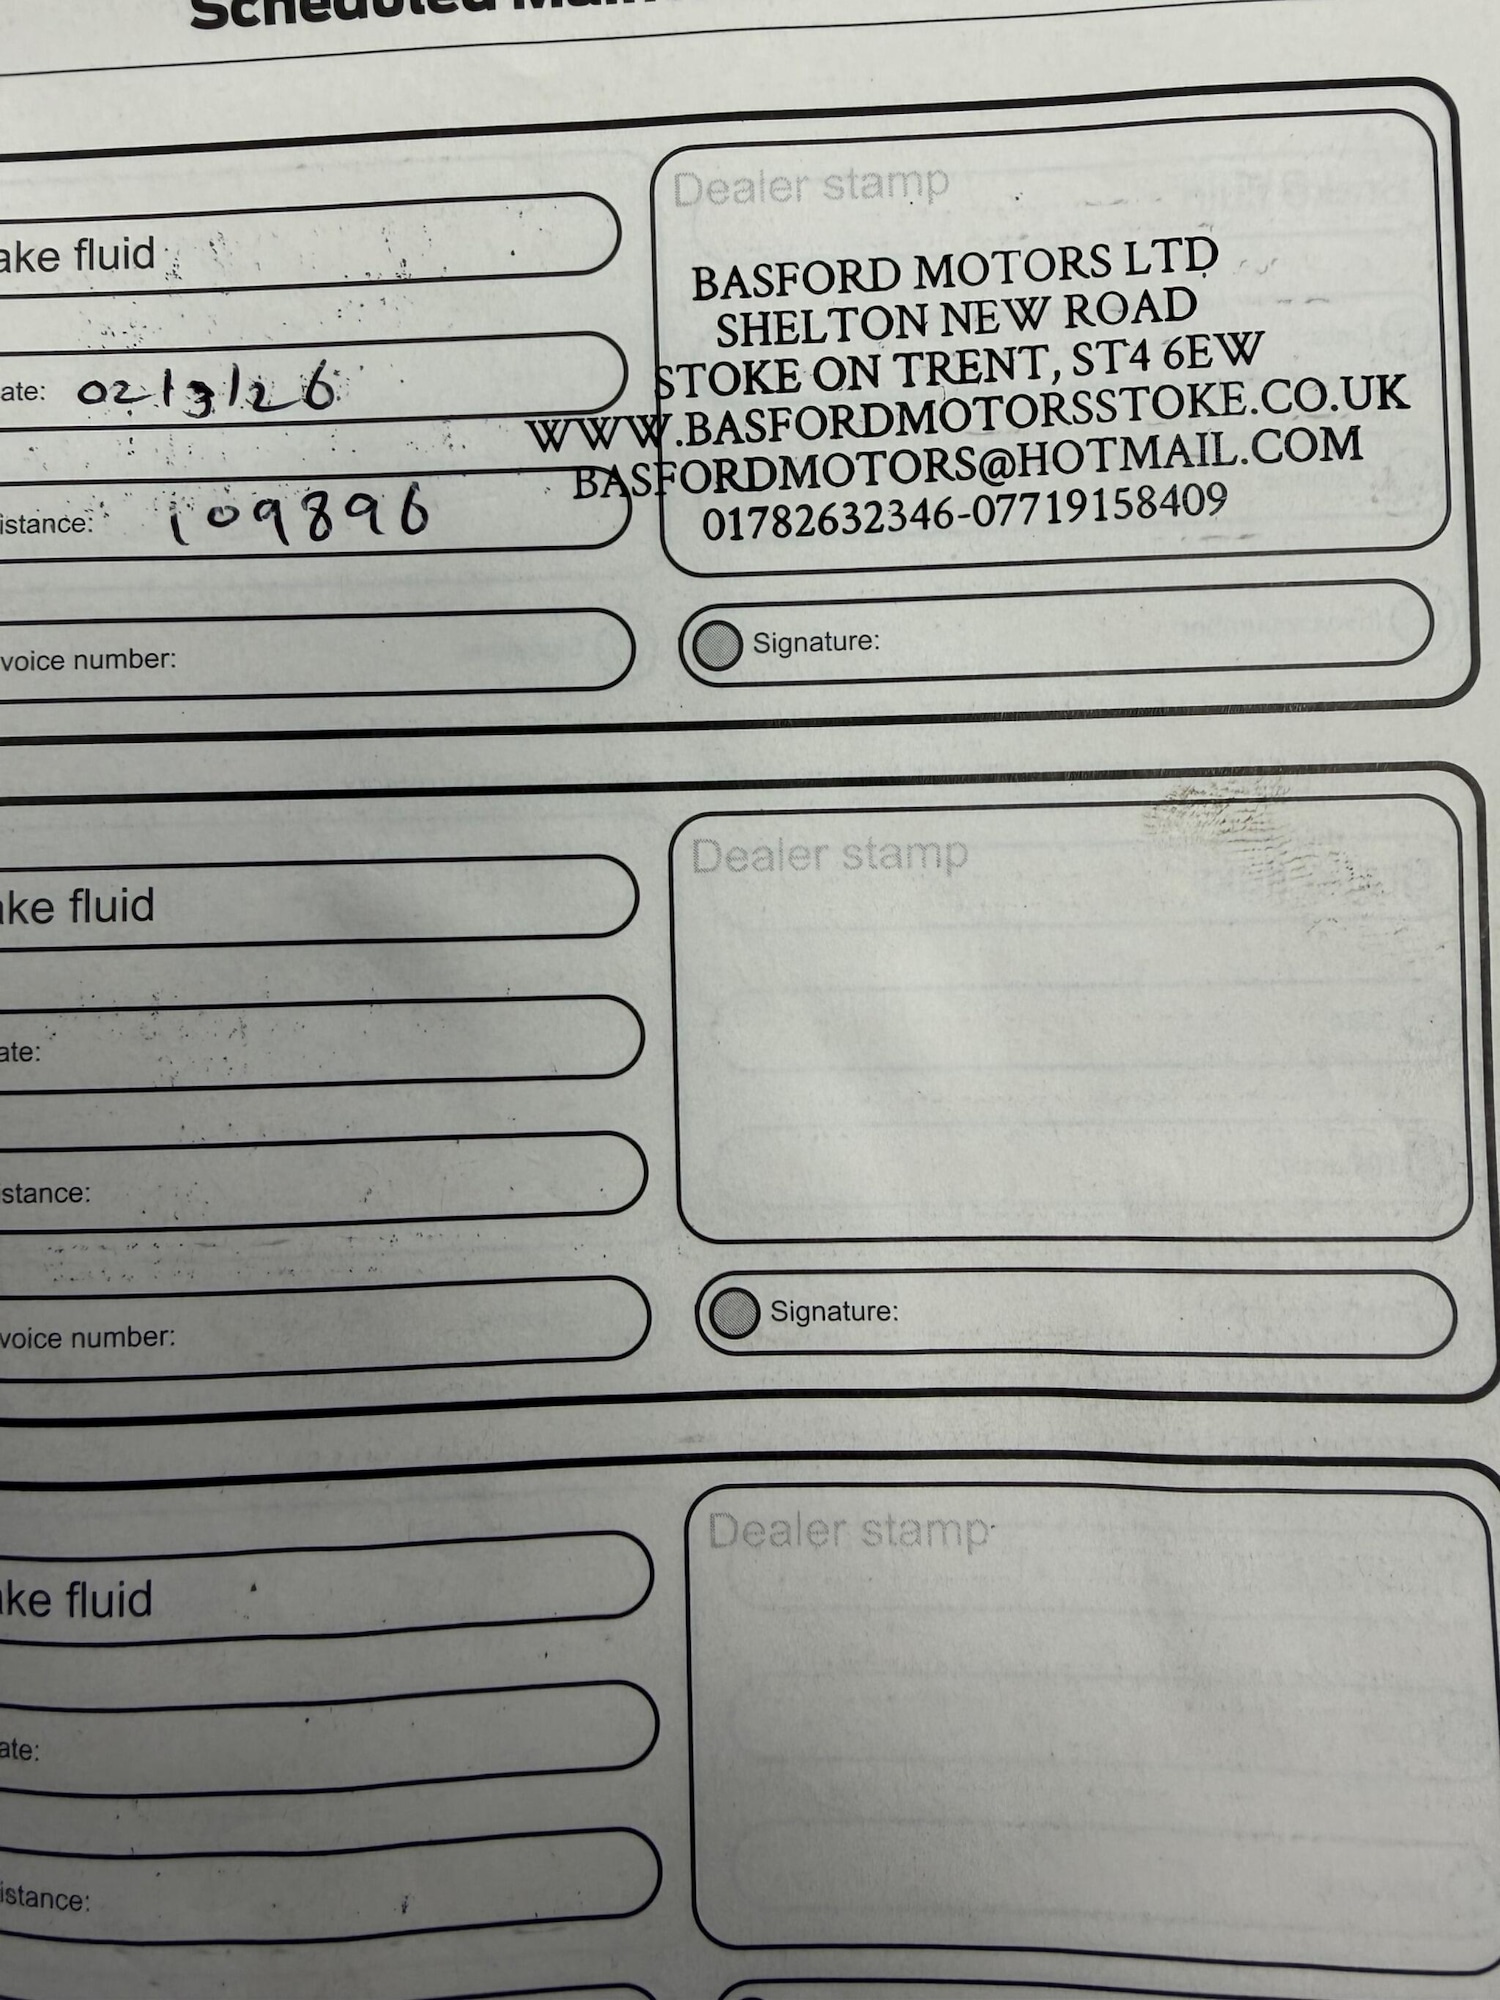 Scheduled Main
ake fluid
Dealer stamp
BASFORD MOTORS LTD
SHELTON NEW ROAD
STOKE ON TRENT, ST4 6EW
WWW.BASFORDMOTORSSTOKE.CO.UK
BASFORDMOTORS@HOTMAIL.COM
01782632346-07719158409
ate: 02/3/26
istance: 109896
voice number:
Signature:
ake fluid
Dealer stamp
ate:
stance:
voice number:
Signature:
ake fluid
Dealer stamp
ate:
istance: